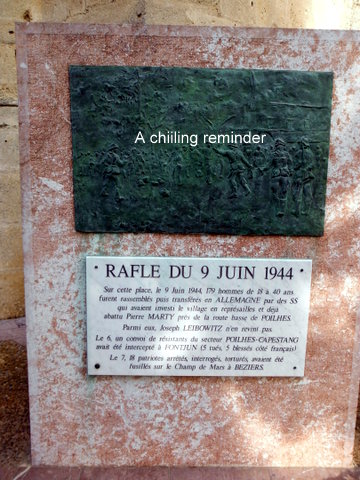 A chiiling reminder
RAFLE DU 9 JUIN 1944
Sur cette place, le 9 Juin 1944, 179 hommes de 18 à 40 ans
furent rassemblés puis transférés en ALLEMAGNE par des SS
qui avaient investi le village en représailles et déjà
abattu Pierre MARTY près de la route basse de POILHES.
Parmi eux, Joseph LEIBOWITZ n'en revint pas.
Le 6, un convoi de résistants du secteur POILHES-CAPESTANG
avait été intercepté à FONTJUN (5 tués, 5 blessés côté français)
Le 7, 18 patriotes arrêtés, interrogés, torturés, avaient été
fusillés sur le Champ de Mars à BEZIERS.